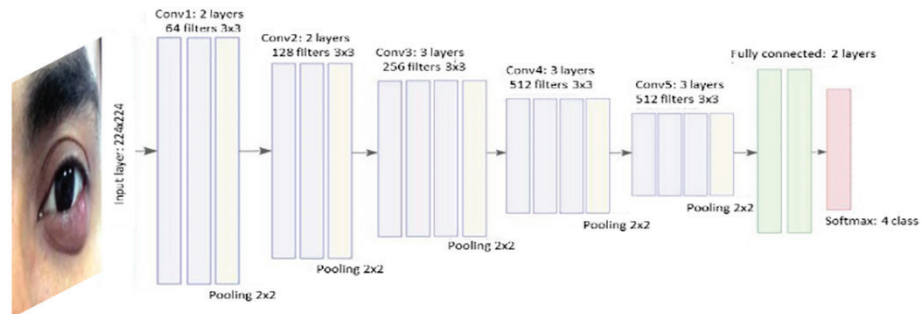 Input layer: 224x224
Conv1: 2 layers
64 filters 3x3
Pooling 2x2
Conv2: 2 layers
128 filters 3x3
Pooling 2x2
Conv3: 3 layers
256 filters 3x3
Pooling 2x2
Conv4: 3 layers
512 filters 3x3
Pooling 2x2
Conv5: 3 layers
512 filters 3x3
Pooling 2x2
Fully connected: 2 layers
Softmax: 4 class